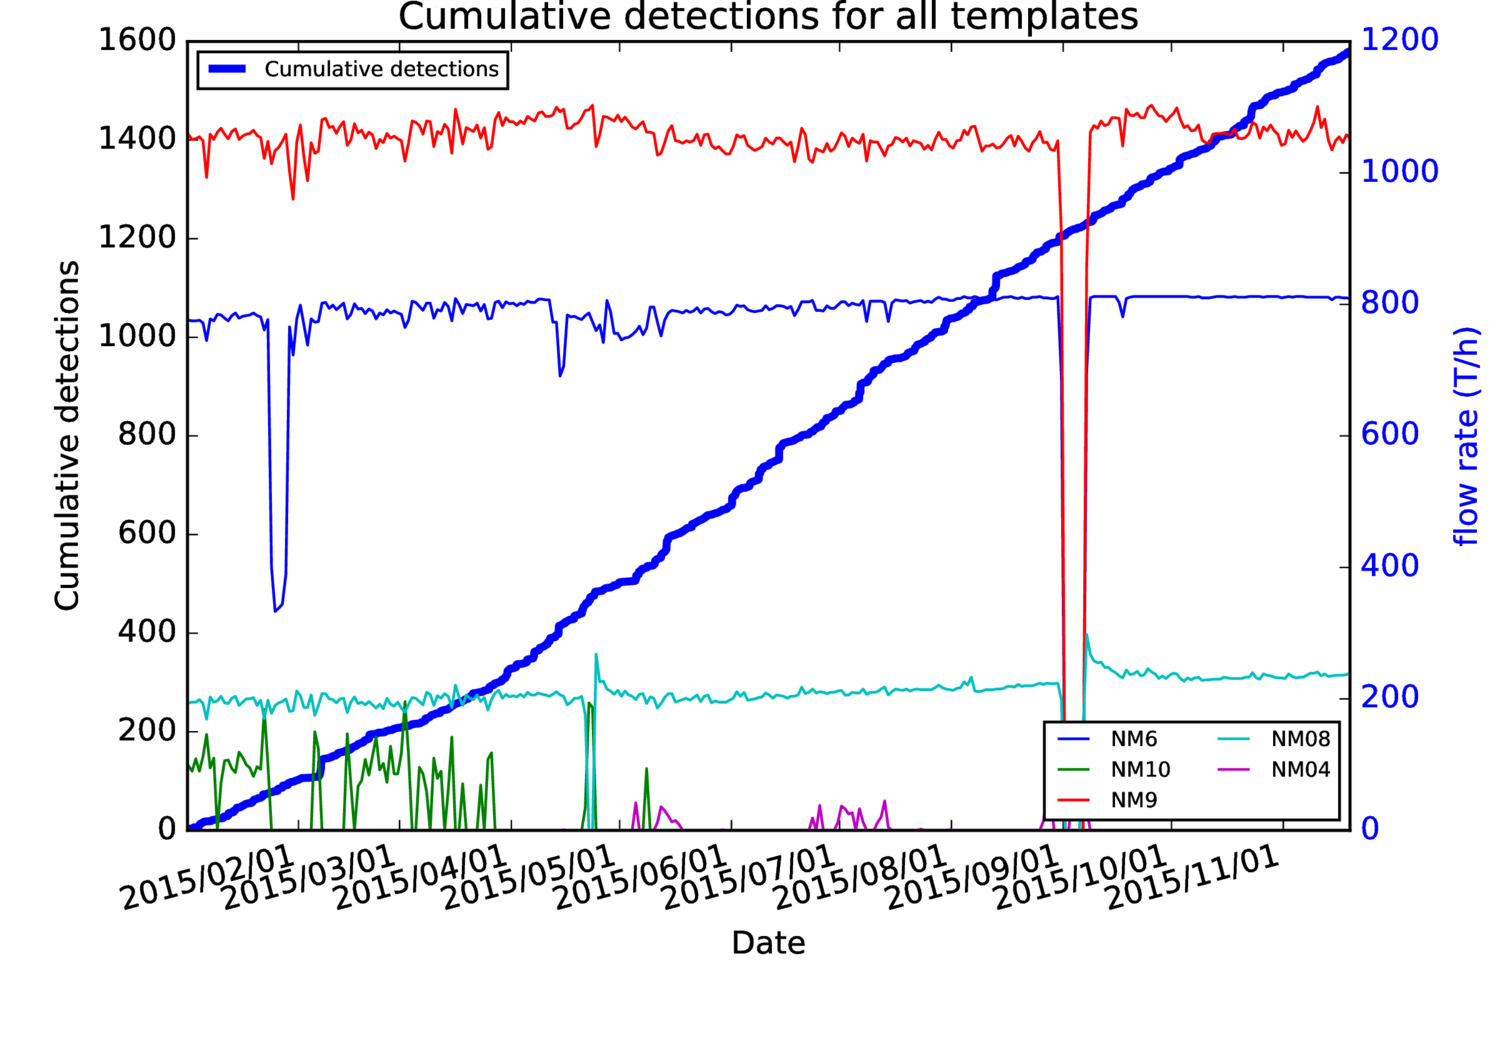 Cumulative detections for all templates
1600
1400
1200
1000
800
600
400
200
0
Cumulative detections
Cumulative detections
1200
1000
800
600
400
200
0
flow rate (T/h)
NM6
NM10
NM9
NM08
NM04
2015/02/01
2015/03/01
2015/04/01
2015/05/01
2015/06/01
2015/07/01
2015/08/01
2015/09/01
2015/10/01
2015/11/01
Date